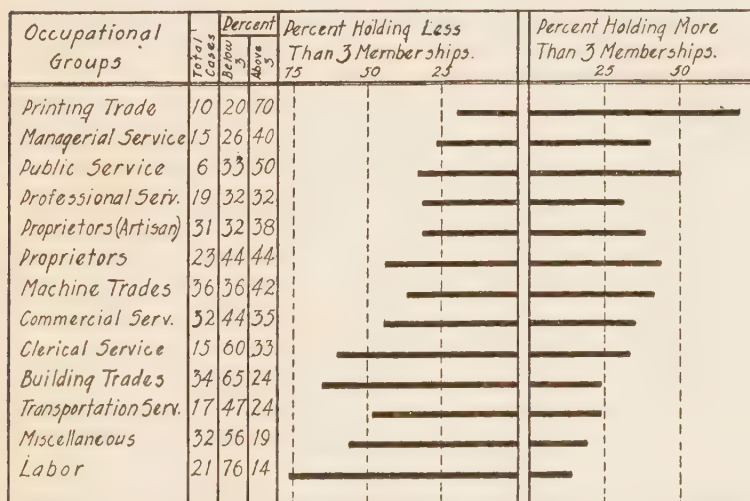 Occupational Groups | Total Cases | Percent | Below 3 | Above 3 | Percent Holding Less Than 3 Memberships. | Percent Holding More Than 3 Memberships.
75 50 25 25 50
Printing Trade 10 20 70
Managerial Service 15 26 40
Public Service 6 33 50
Professional Serv. 19 32 32
Proprietors (Artisan) 31 32 38
Proprietors 23 44 44
Machine Trades 36 36 42
Commercial Serv. 32 44 35
Clerical Service 15 60 33
Building Trades 34 65 24
Transportation Serv. 17 47 24
Miscellaneous 32 56 19
Labor 21 76 14